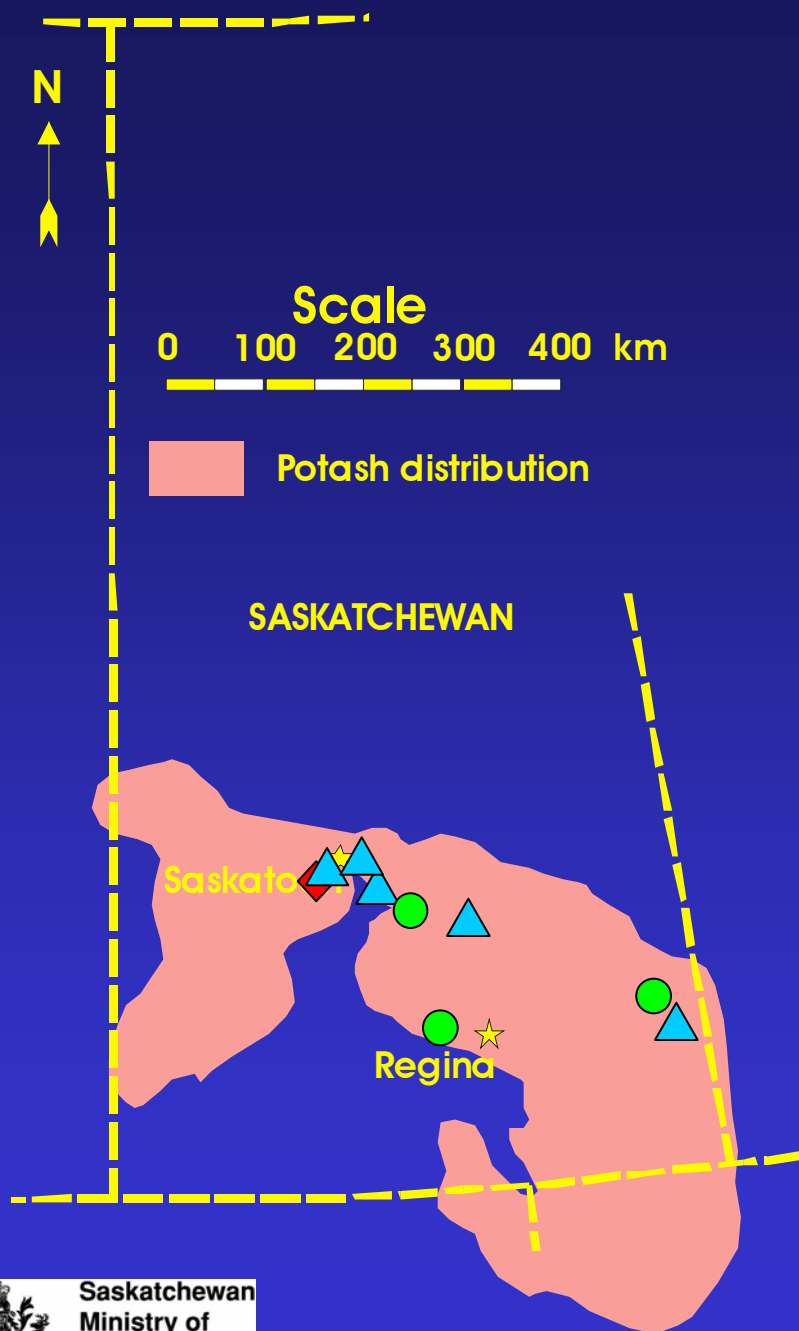 N
Scale
0 100 200 300 400 km
Potash distribution
SASKATCHEWAN
Regina
Saskatchewan
Ministry of